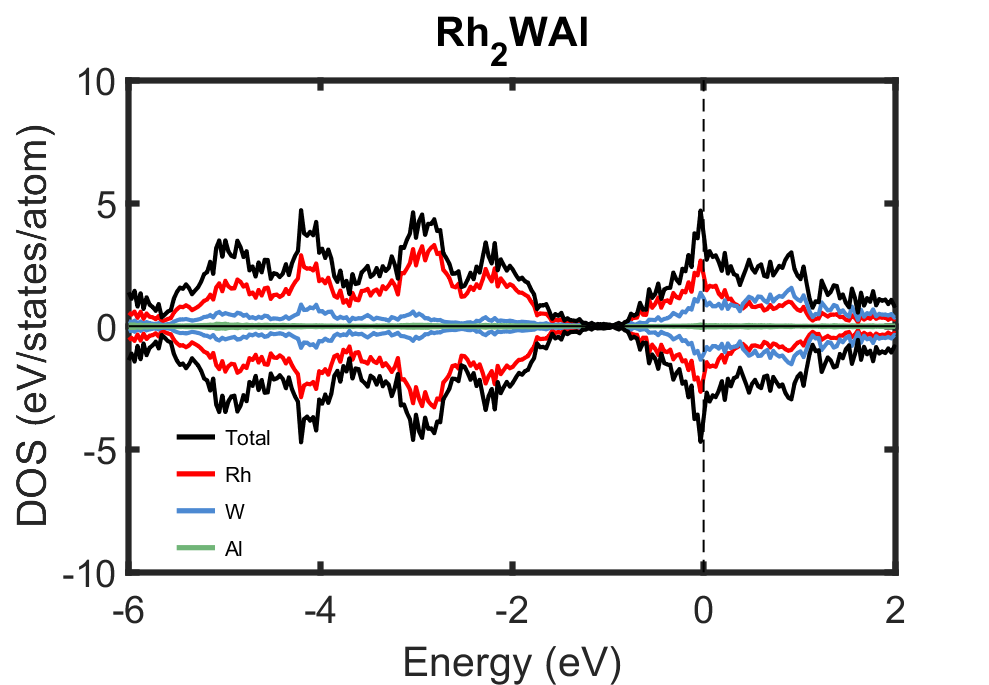 Rh2WAl
10
5
0
-5
-10
DOS (eV/states/atom)
Total
Rh
W
Al
-6
-4
-2
0
2
Energy (eV)